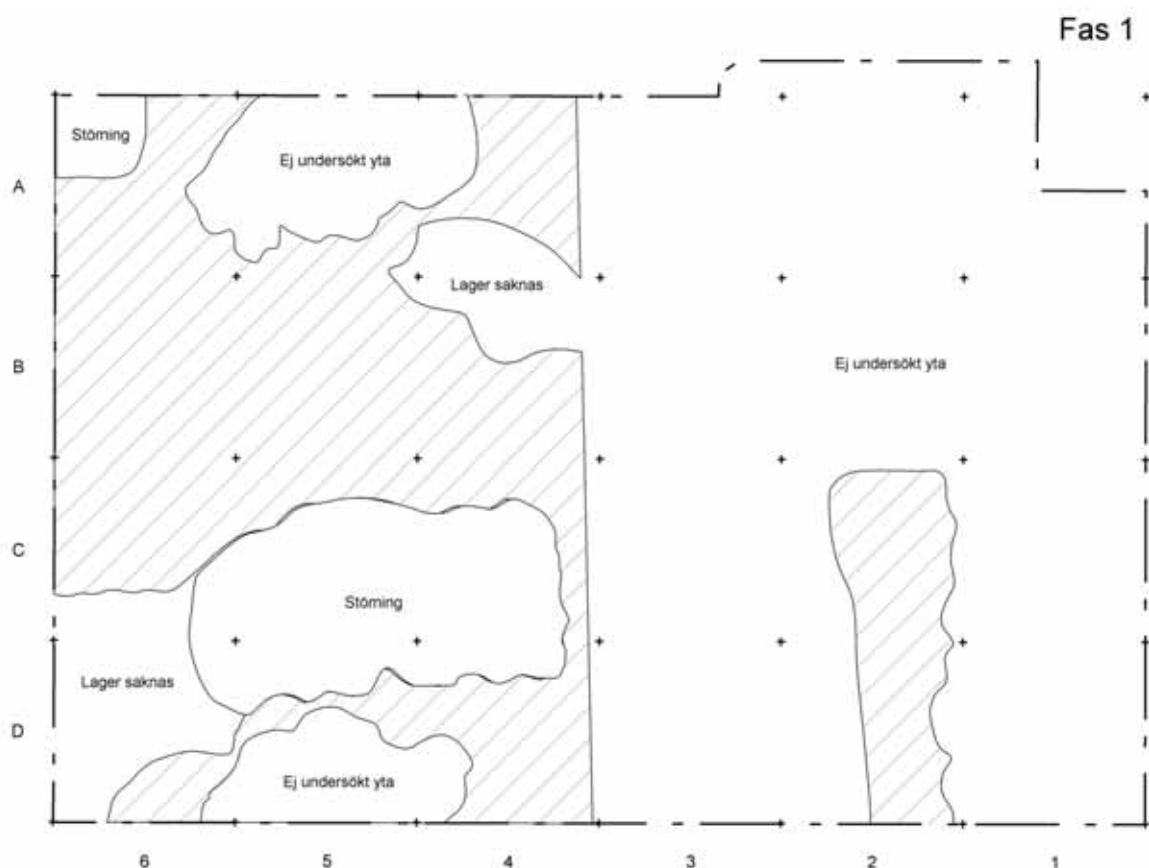 Fas 1
Störning
Ej undersökt yta
A
Lager saknas
B
Ej undersökt yta
C
Störning
Lager saknas
D
Ej undersökt yta
6 5 4 3 2 1